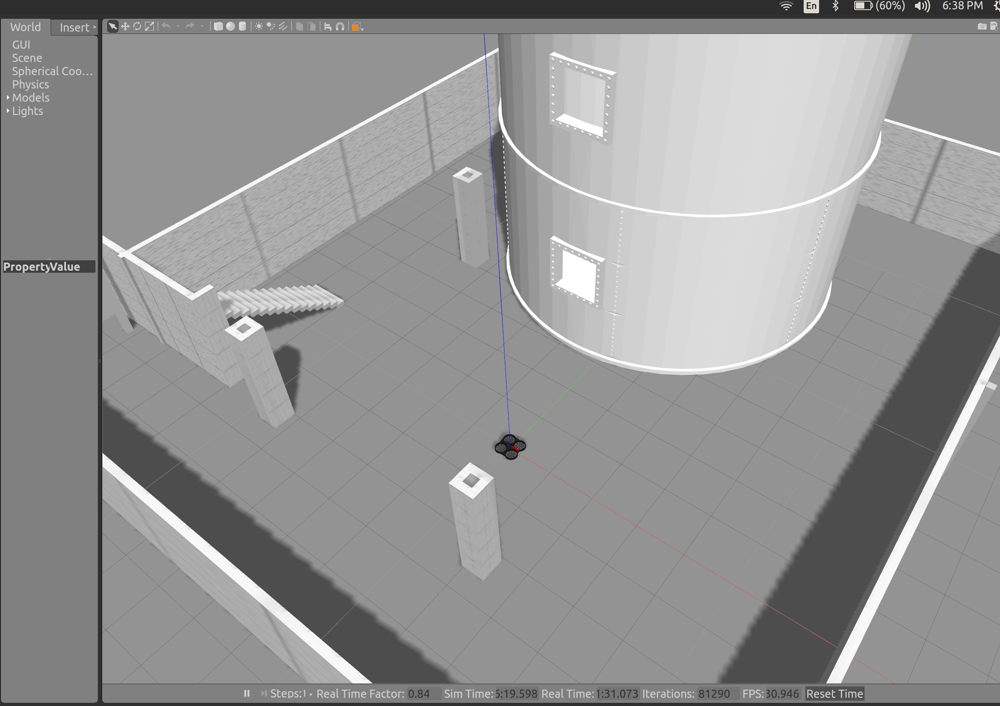 En (60%) 6:38 PM
World Insert
GUI
Scene
Spherical Coo...
Physics
Models
Lights
PropertyValue
Steps:1 Real Time Factor: 0.84 Sim Time: 6:19.598 Real Time: 1:31.073 Iterations: 81290 FPS: 30.946 Reset Time